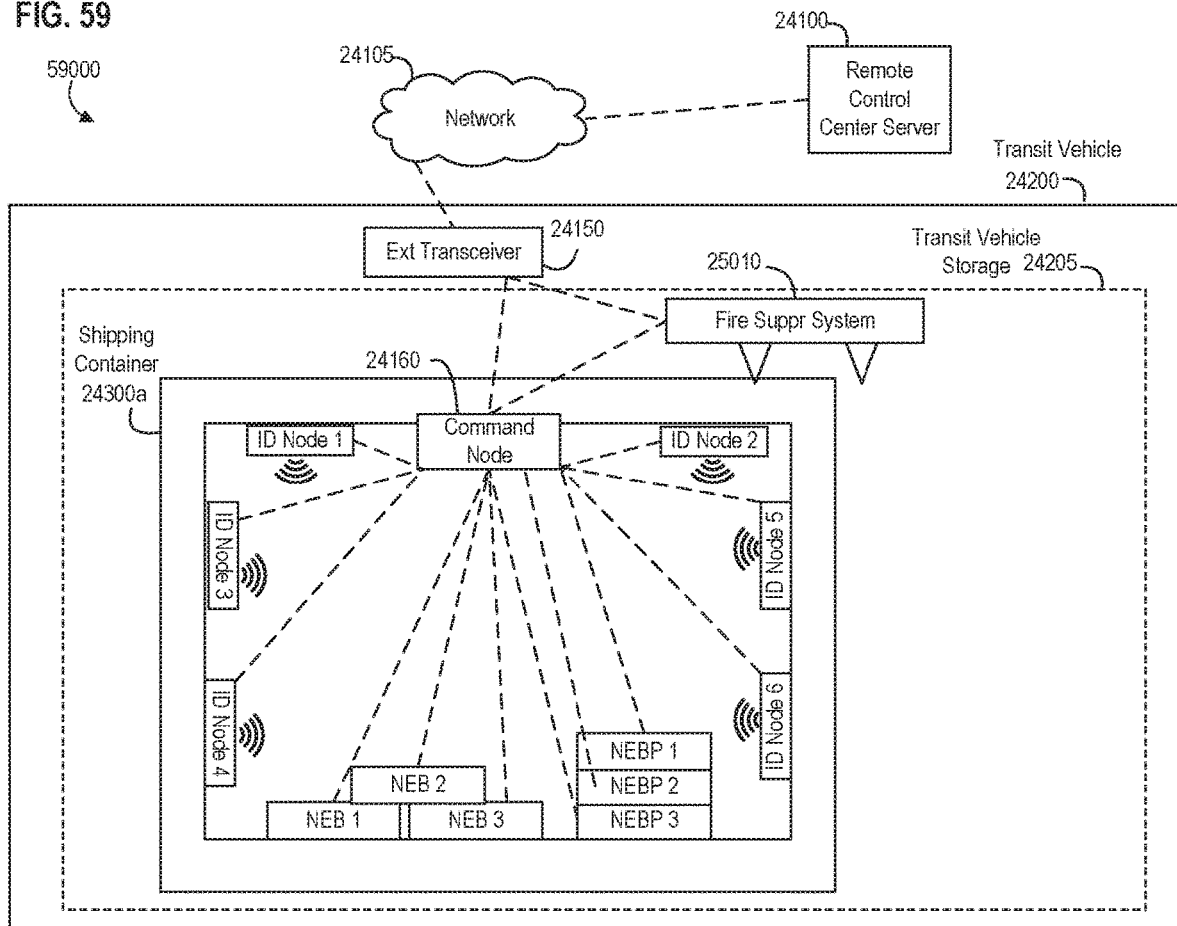 FIG. 59
59000
24105
24100
Network
Remote
Control
Center Server
Transit Vehicle
24200
Ext Transceiver
24150
Transit Vehicle
Storage 24205
25010
Fire Suppr System
Shipping
Container
24300a
24160
Command
Node
ID Node 1
ID Node 2
ID Node 3
ID Node 5
ID Node 4
ID Node 6
NEBP 1
NEB 2
NEBP 2
NEB 1
NEB 3
NEBP 3